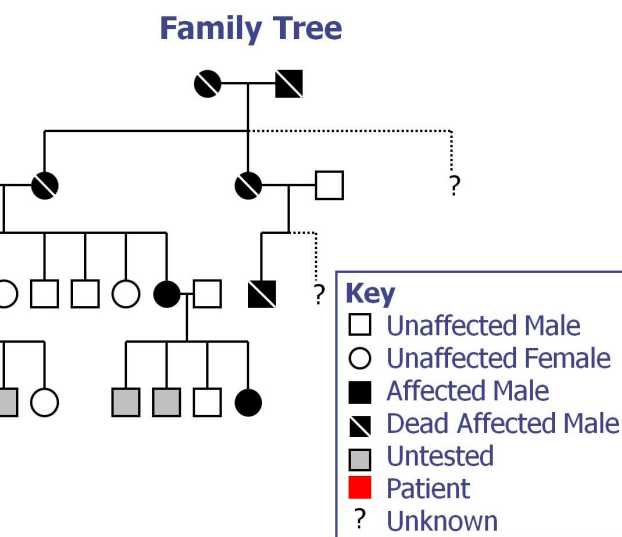 Family Tree
?
?
Key
Unaffected Male
Unaffected Female
Affected Male
Dead Affected Male
Untested
Patient
? Unknown